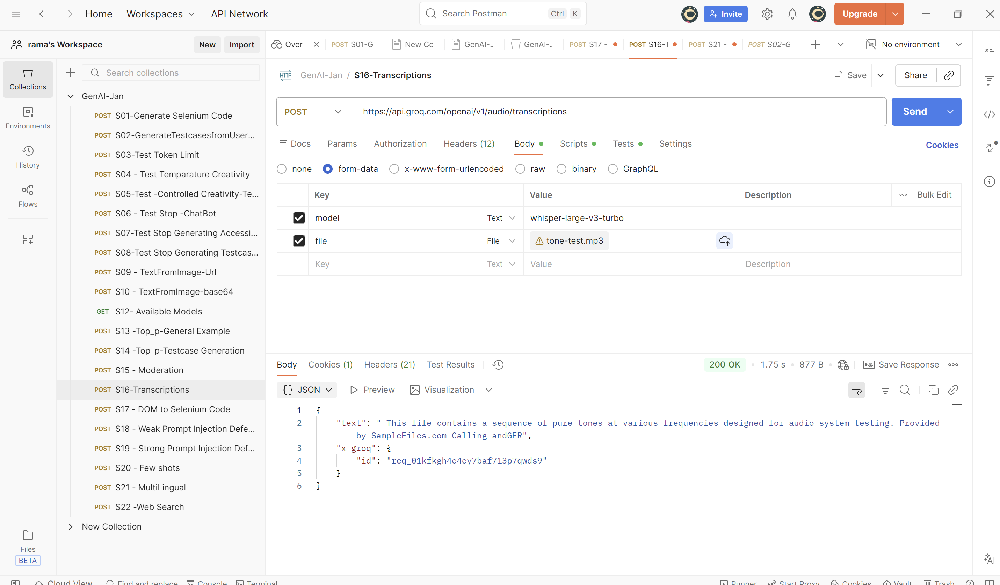 Home Workspaces API Network Search Postman Ctrl K Invite Upgrade
rama's Workspace New Import
Over POST S01-G New Co GenAI-J GenAI-J POST S17 - POST S16-T POST S21 - POST S02-G No environment
Collections
Environments
History
Flows
Files
BETA
Search collections
GenAI-Jan
POST S01-Generate Selenium Code
POST S02-GenerateTestcasesfromUser...
POST S03-Test Token Limit
POST S04 - Test Temparature Creativity
POST S05-Test -Controlled Creativity-Te...
POST S06 - Test Stop -ChatBot
POST S07-Test Stop Generating Accessi...
POST S08-Test Stop Generating Testcas...
POST S09 - TextFromImage-Url
POST S10 - TextFromImage-base64
GET S12- Available Models
POST S13 -Top_p-General Example
POST S14 -Top_p-Testcase Generation
POST S15 - Moderation
POST S16-Transcriptions
POST S17 - DOM to Selenium Code
POST S18 - Weak Prompt Injection Defe...
POST S19 - Strong Prompt Injection Def...
POST S20 - Few shots
POST S21 - MultiLingual
POST S22 -Web Search
New Collection
HTTP GenAI-Jan / S16-Transcriptions Save Share
POST https://api.groq.com/openai/v1/audio/transcriptions Send
Docs Params Authorization Headers (12) Body Scripts Tests Settings Cookies
none form-data x-www-form-urlencoded raw binary GraphQL
Key Value Description Bulk Edit
model Text whisper-large-v3-turbo
file File tone-test.mp3
Key Text Value Description
Body Cookies (1) Headers (21) Test Results 200 OK 1.75 s 877 B e.g. Save Response
{} JSON Preview Visualization
1 {
2 "text": " This file contains a sequence of pure tones at various frequencies designed for audio system testing. Provided
by SampleFiles.com Calling andGER",
3 "x_groq": {
4 "id": "req_01kfkgh4e4ey7baf713p7qwds9"
5 }
6 }
AI
Cloud View Find and replace Console Terminal Runner Start Proxy Cookies Vault Trash